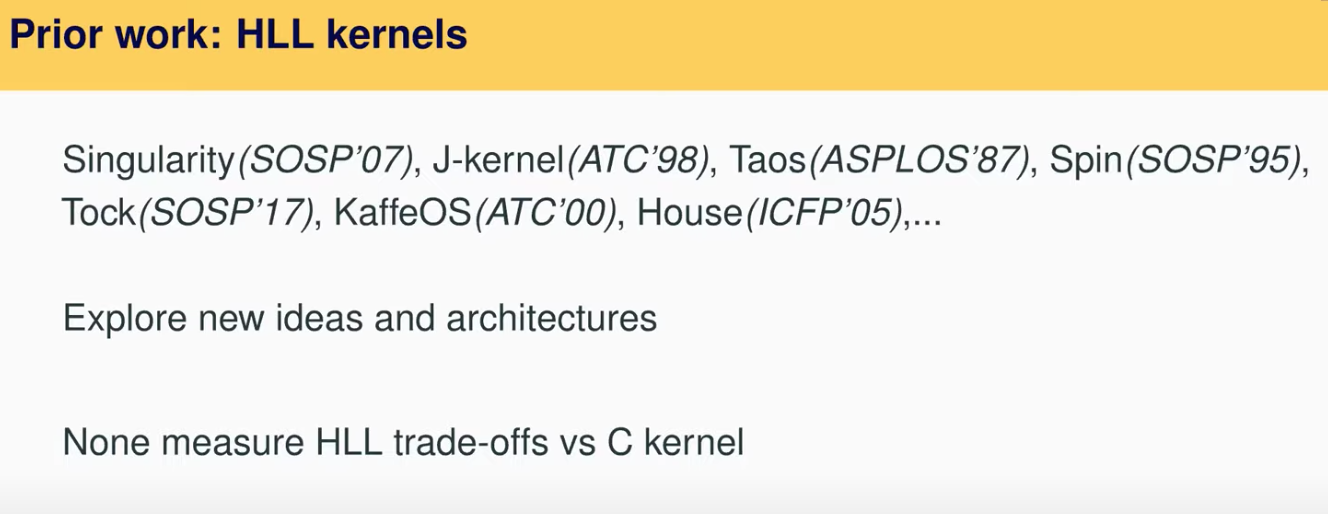 Prior work: HLL kernels
Singularity(SOSP'07), J-kernel(ATC'98), Taos(ASPLOS'87), Spin(SOSP'95),
Tock(SOSP'17), KaffeOS(ATC'00), House(ICFP'05),...
Explore new ideas and architectures
None measure HLL trade-offs vs C kernel